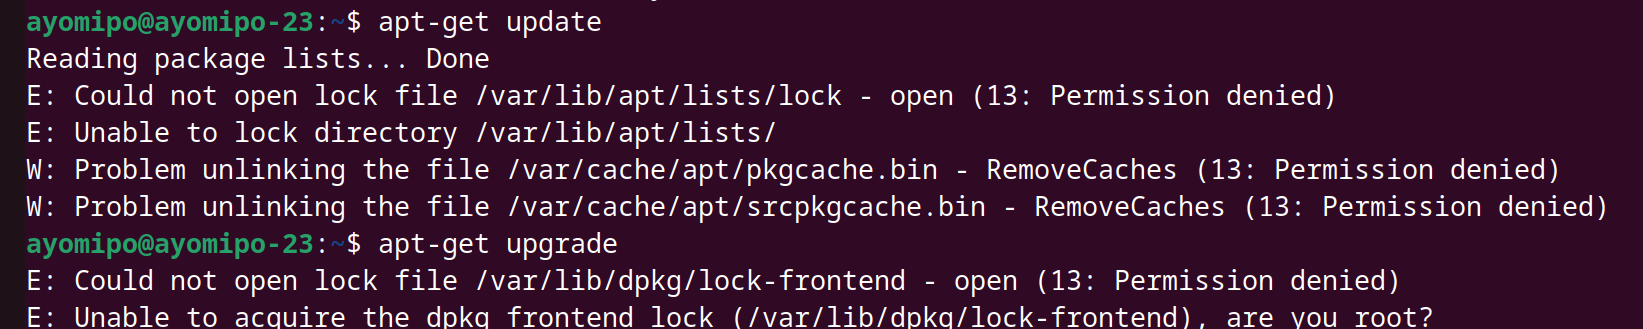 ayomipo@ayomipo-23:~$ apt-get update
Reading package lists... Done
E: Could not open lock file /var/lib/apt/lists/lock - open (13: Permission denied)
E: Unable to lock directory /var/lib/apt/lists/
W: Problem unlinking the file /var/cache/apt/pkgcache.bin - RemoveCaches (13: Permission denied)
W: Problem unlinking the file /var/cache/apt/srcpkgcache.bin - RemoveCaches (13: Permission denied)
ayomipo@ayomipo-23:~$ apt-get upgrade
E: Could not open lock file /var/lib/dpkg/lock-frontend - open (13: Permission denied)
E: Unable to acquire the dpkg frontend lock (/var/lib/dpkg/lock-frontend), are you root?